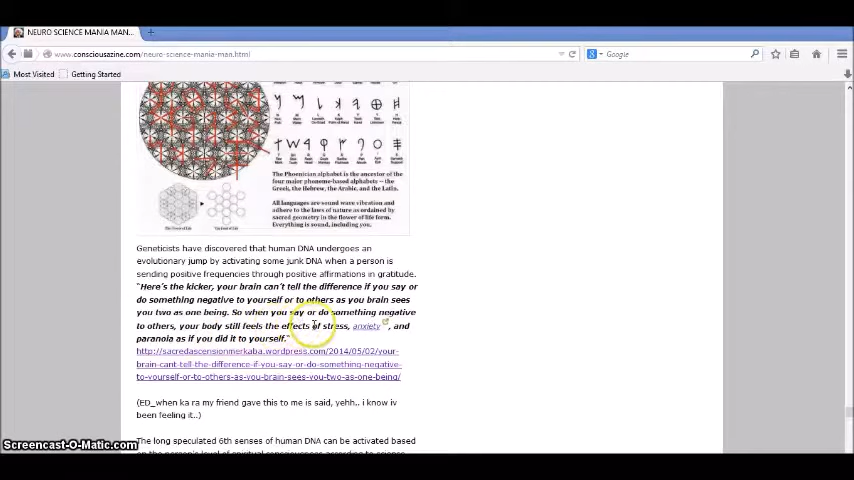 NEURO SCIENCE MANIA MAN...
www.consciousazine.com/neuro-science-mania-man.html
Google
Most Visited
Getting Started
The Phoenician alphabet is the ancestor of the
four major phoneme-based alphabets -- the
Greek, the Hebrew, the Arabic, and the Latin.
All languages are sound wave vibration and
adhere to the laws of nature as ordained by
sacred geometry in the flower of life form.
Everything is sound, including you.
Geneticists have discovered that human DNA undergoes an
evolutionary jump by activating some junk DNA when a person is
sending positive frequencies through positive affirmations in gratitude.
"Here's the kicker, your brain can't tell the difference if you say or
do something negative to yourself or to others as you brain sees
you two as one being. So when you say or do something negative
to others, your body still feels the effects of stress, anxiety , and
paranoia as if you did it to yourself."
http://sacredascensionmerkaba.wordpress.com/2014/05/02/your-
brain-cant-tell-the-difference-if-you-say-or-do-something-negative-
to-yourself-or-to-others-as-you-brain-sees-you-two-as-one-being/
(ED_when ka ra my friend gave this to me is said, yehh.. i know iv
been feeling it..)
The long speculated 6th senses of human DNA can be activated based
on the person's level of spiritual consciousness according to science
Screencast-O-Matic.com